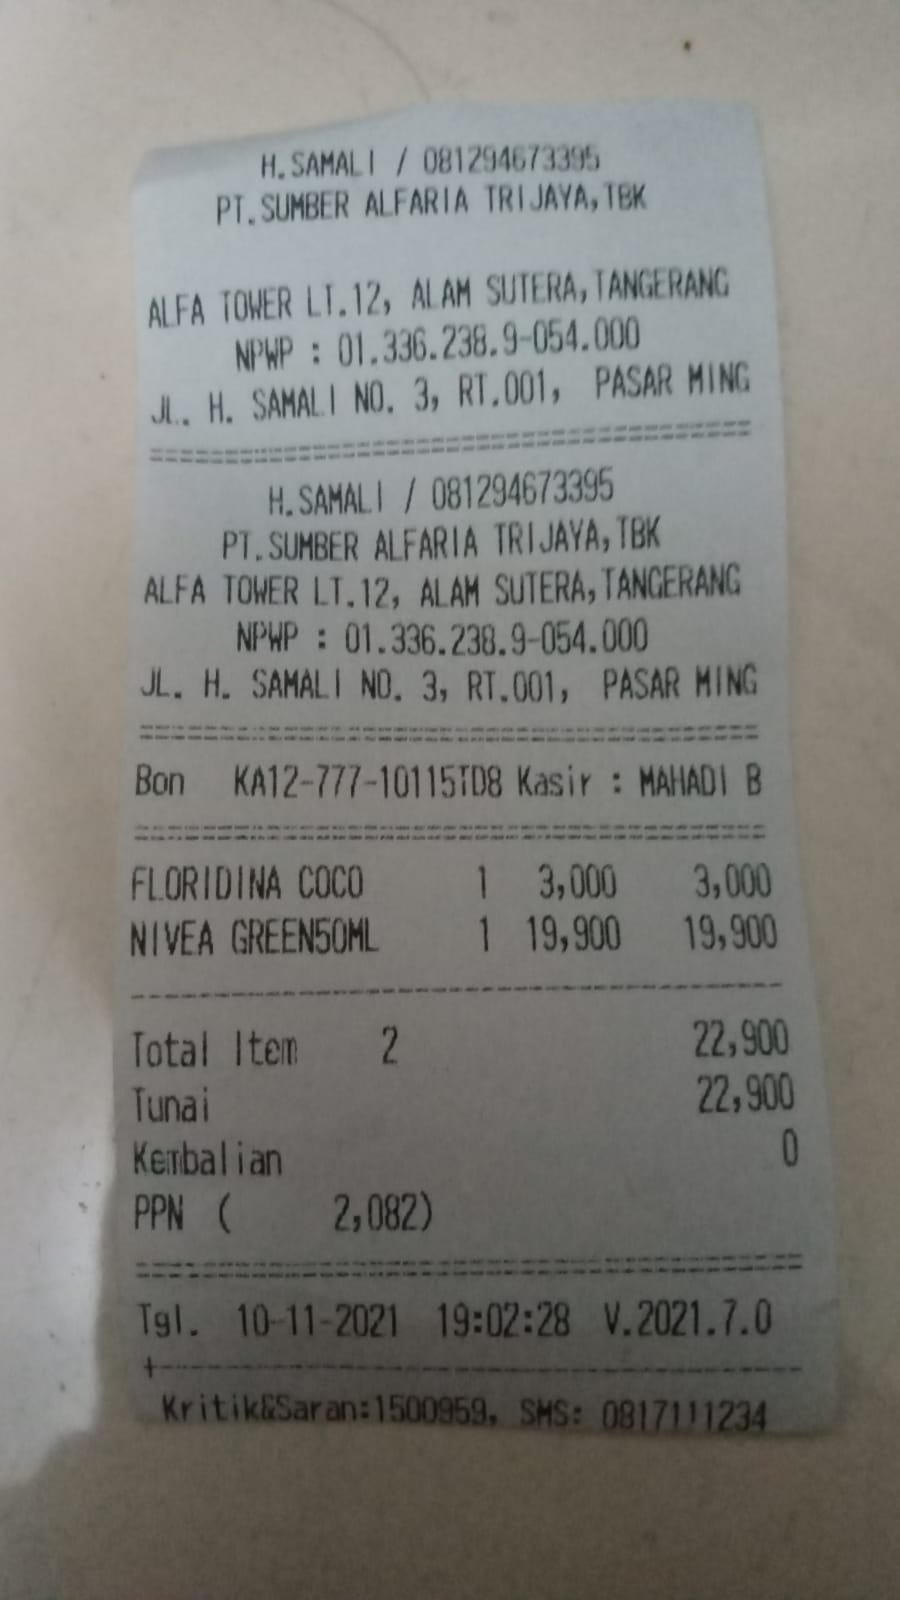 H.SAMALI / 081294673395
PT.SUMBER ALFARIA TRIJAYA,TBK
ALFA TOWER LT.12, ALAM SUTERA,TANGERANG
NPWP : 01.336.238.9-054.000
JL. H. SAMALI NO. 3, RT.001, PASAR MING
H.SAMALI / 081294673395
PT.SUMBER ALFARIA TRIJAYA,TBK
ALFA TOWER LT.12, ALAM SUTERA,TANGERANG
NPWP : 01.336.238.9-054.000
JL. H. SAMALI NO. 3, RT.001, PASAR MING
Bon KA12-777-10115TD8 Kasir : MAHADI B
FLORIDINA COCO 1 3,000 3,000
NIVEA GREEN50ML 1 19,900 19,900
Total Item 2 22,900
Tunai 22,900
Kembalian 0
PPN ( 2,082)
Tgl. 10-11-2021 19:02:28 V.2021.7.0
Kritik&Saran:1500959, SMS: 0817111234